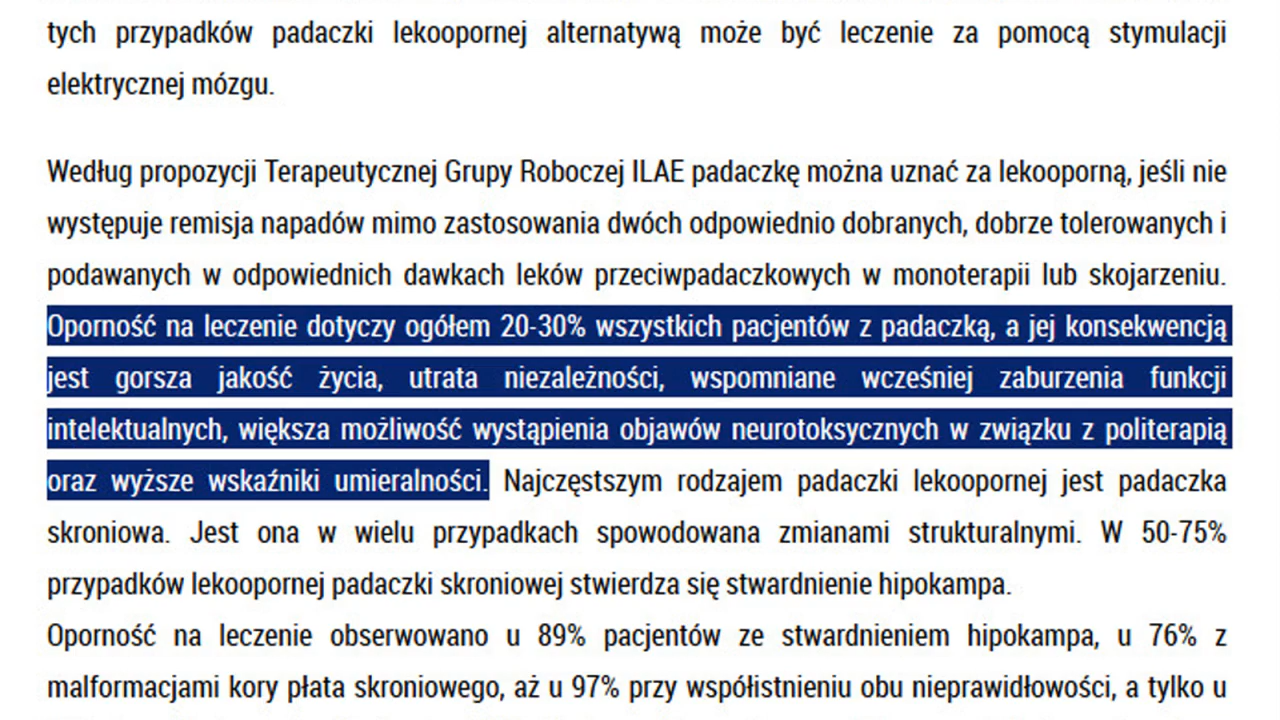 tych przypadków padaczki lekoopornej alternatywą może być leczenie za pomocą stymulacji
elektrycznej mózgu.
Według propozycji Terapeutycznej Grupy Roboczej ILAE padaczkę można uznać za lekooporną, jeśli nie
występuje remisja napadów mimo zastosowania dwóch odpowiednio dobranych, dobrze tolerowanych i
podawanych w odpowiednich dawkach leków przeciwpadaczkowych w monoterapii lub skojarzeniu.
Oporność na leczenie dotyczy ogółem 20-30% wszystkich pacjentów z padaczką, a jej konsekwencją
jest gorsza jakość życia, utrata niezależności, wspomniane wcześniej zaburzenia funkcji
intelektualnych, większa możliwość wystąpienia objawów neurotoksycznych w związku z politerapią
oraz wyższe wskaźniki umieralności. Najczęstszym rodzajem padaczki lekoopornej jest padaczka
skroniowa. Jest ona w wielu przypadkach spowodowana zmianami strukturalnymi. W 50-75%
przypadków lekoopornej padaczki skroniowej stwierdza się stwardnienie hipokampa.
Oporność na leczenie obserwowano u 89% pacjentów ze stwardnieniem hipokampa, u 76% z
malformacjami kory płata skroniowego, aż u 97% przy współistnieniu obu nieprawidłowości, a tylko u